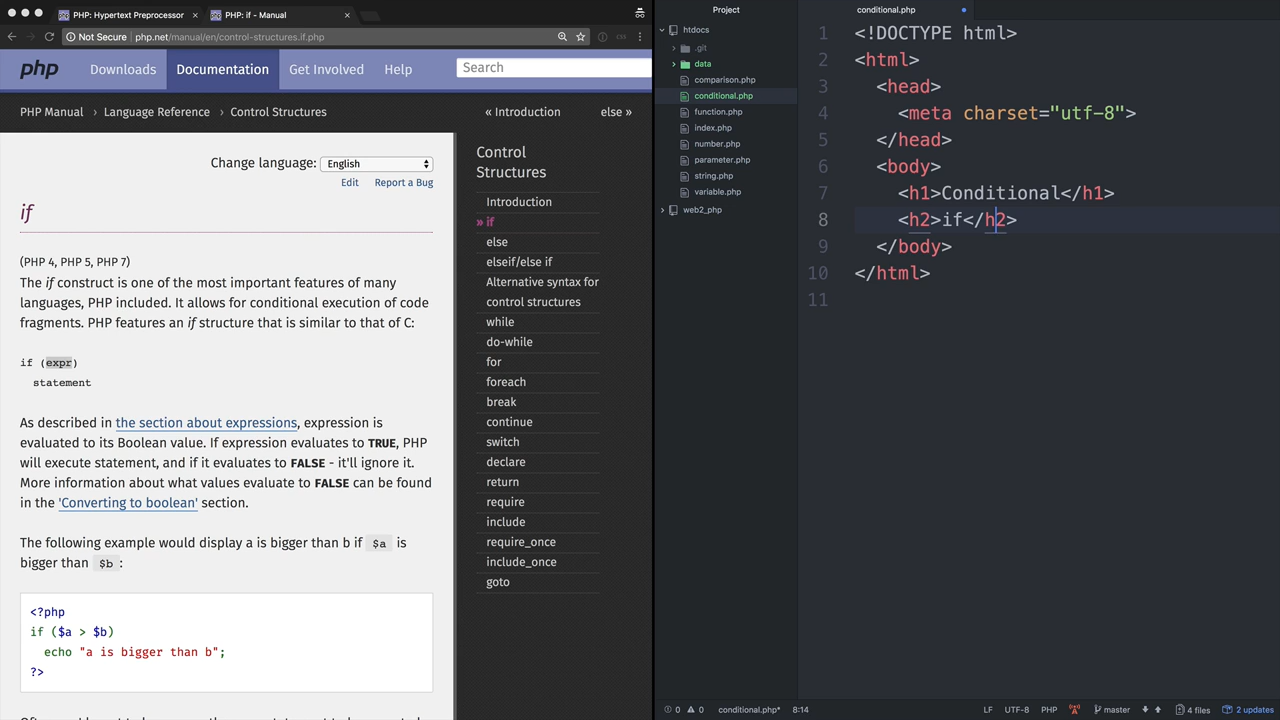 PHP: Hypertext Preprocessor
PHP: if - Manual
Not Secure php.net/manual/en/control-structures.if.php
php Downloads Documentation Get Involved Help Search
PHP Manual › Language Reference › Control Structures « Introduction else »
Change language: English
Edit Report a Bug
if
(PHP 4, PHP 5, PHP 7)
The if construct is one of the most important features of many
languages, PHP included. It allows for conditional execution of code
fragments. PHP features an if structure that is similar to that of C:
if (expr)
statement
As described in the section about expressions, expression is
evaluated to its Boolean value. If expression evaluates to TRUE, PHP
will execute statement, and if it evaluates to FALSE - it'll ignore it.
More information about what values evaluate to FALSE can be found
in the 'Converting to boolean' section.
The following example would display a is bigger than b if $a is
bigger than $b :
<?php
if ($a > $b)
echo "a is bigger than b";
?>
Control
Structures
Introduction
» if
else
elseif/else if
Alternative syntax for
control structures
while
do-while
for
foreach
break
continue
switch
declare
return
require
include
require_once
include_once
goto
Project
htdocs
.git
data
comparison.php
conditional.php
function.php
index.php
number.php
parameter.php
string.php
variable.php
web2_php
conditional.php
1 <!DOCTYPE html>
2 <html>
3 <head>
4 <meta charset="utf-8">
5 </head>
6 <body>
7 <h1>Conditional</h1>
8 <h2>if</h2>
9 </body>
10 </html>
11
0 0 conditional.php* 8:14 LF UTF-8 PHP master 4 files 2 updates